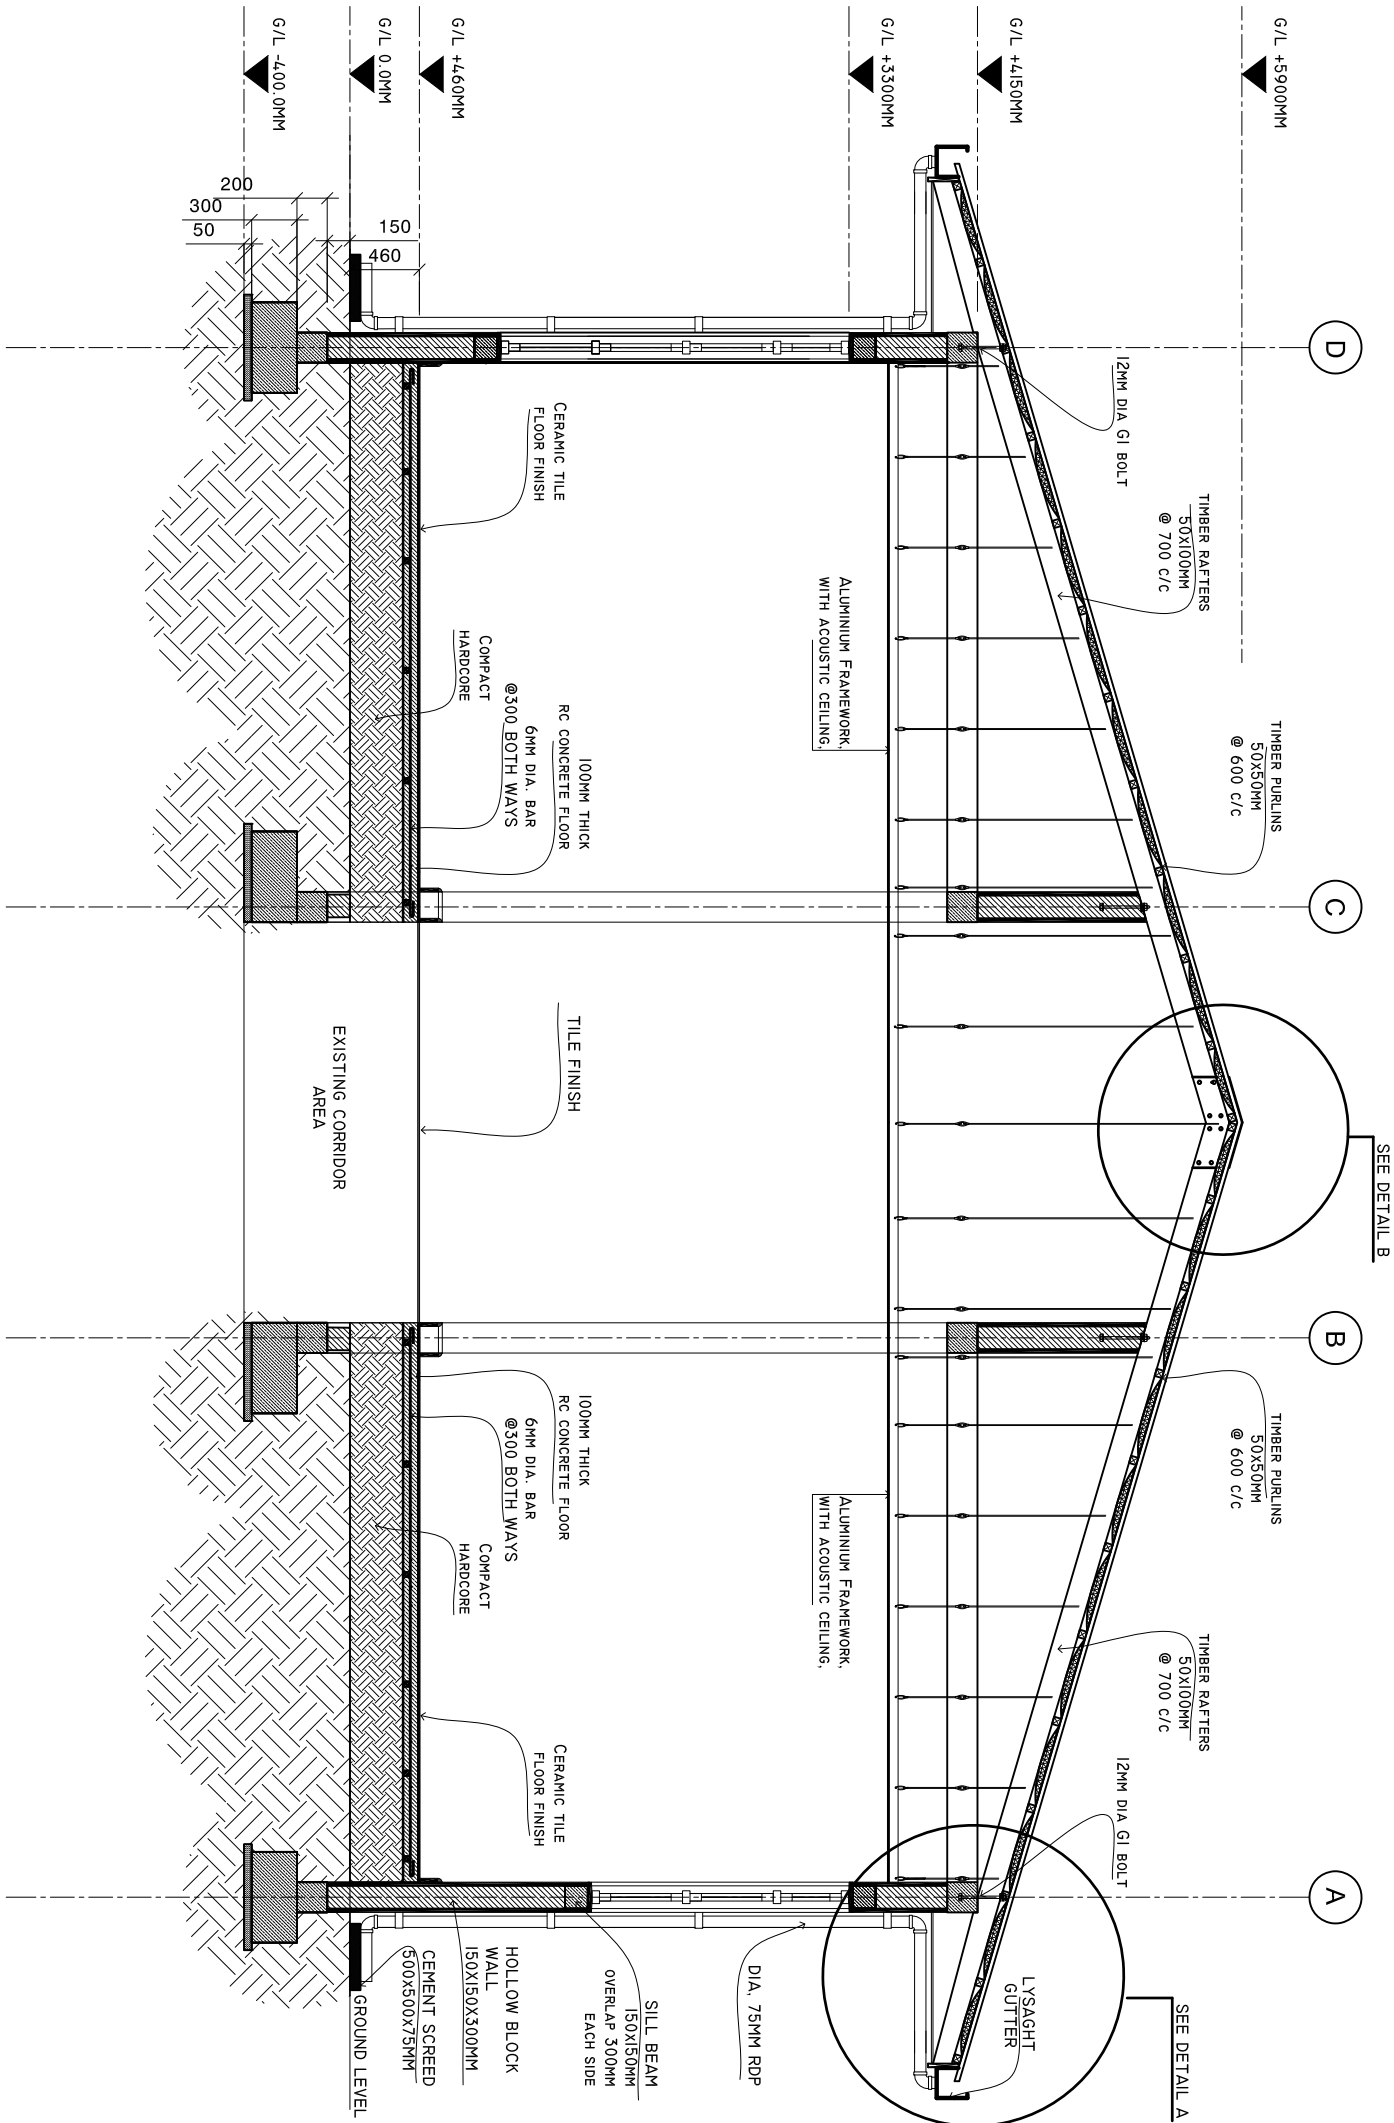 SEE DETAIL B
SEE DETAIL A
D
C
B
A
G/L +5900MM
G/L +4150MM
G/L +3300MM
G/L +460MM
G/L 0.0MM
G/L -400.0MM
12MM DIA GI BOLT
TIMBER RAFTERS
50X100MM
@ 700 C/C
TIMBER PURLINS
50X50MM
@ 600 C/C
TIMBER PURLINS
50X50MM
@ 600 C/C
TIMBER RAFTERS
50X100MM
@ 700 C/C
12MM DIA GI BOLT
LYSAGHT
GUTTER
ALUMINIUM FRAMEWORK,
WITH ACOUSTIC CEILING,
ALUMINIUM FRAMEWORK,
WITH ACOUSTIC CEILING,
DIA, 75MM RDP
SILL BEAM
150X150MM
OVERLAP 300MM
EACH SIDE
CERAMIC TILE
FLOOR FINISH
COMPACT
HARDCORE
100MM THICK
RC CONCRETE FLOOR
6MM DIA. BAR
@300 BOTH WAYS
TILE FINISH
100MM THICK
RC CONCRETE FLOOR
6MM DIA. BAR
@300 BOTH WAYS
COMPACT
HARDCORE
CERAMIC TILE
FLOOR FINISH
HOLLOW BLOCK
WALL
150X150X300MM
CEMENT SCREED
500X500X75MM
GROUND LEVEL
EXISTING CORRIDOR
AREA
460
150
200
300
50